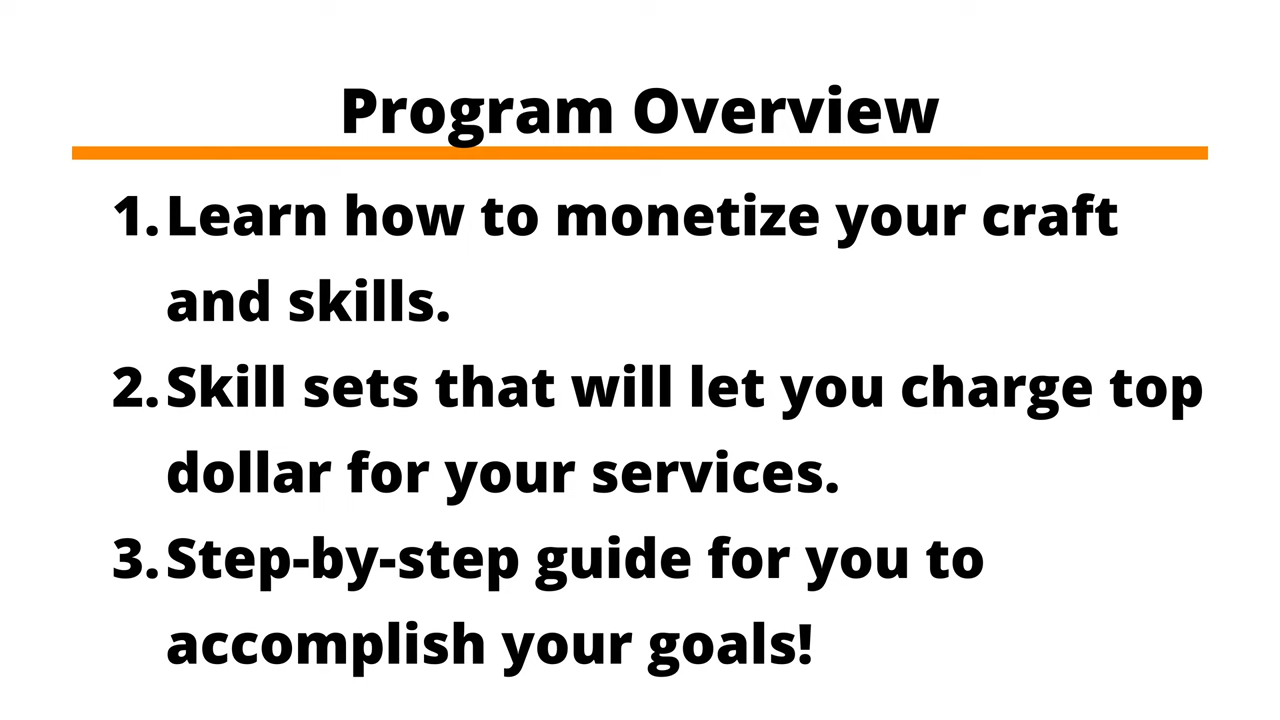 Program Overview
1. Learn how to monetize your craft
and skills.
2. Skill sets that will let you charge top
dollar for your services.
3. Step-by-step guide for you to
accomplish your goals!